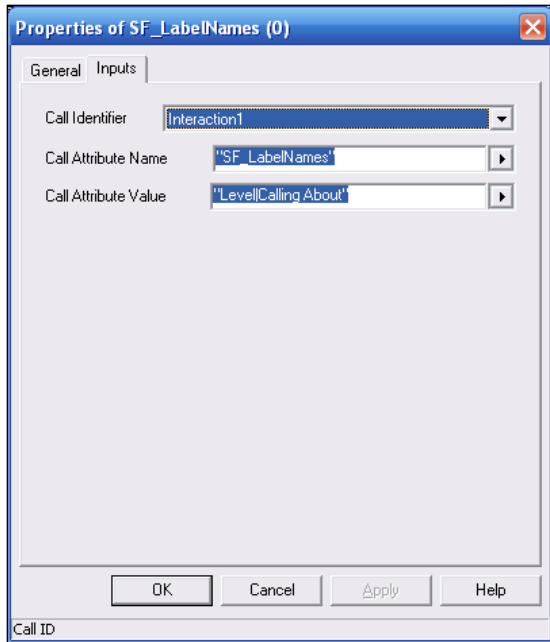 Properties of SF_LabelNames (0)
General Inputs
Call Identifier Interaction1
Call Attribute Name "SF_LabelNames"
Call Attribute Value "Level|Calling About"
OK Cancel Apply Help
Call ID